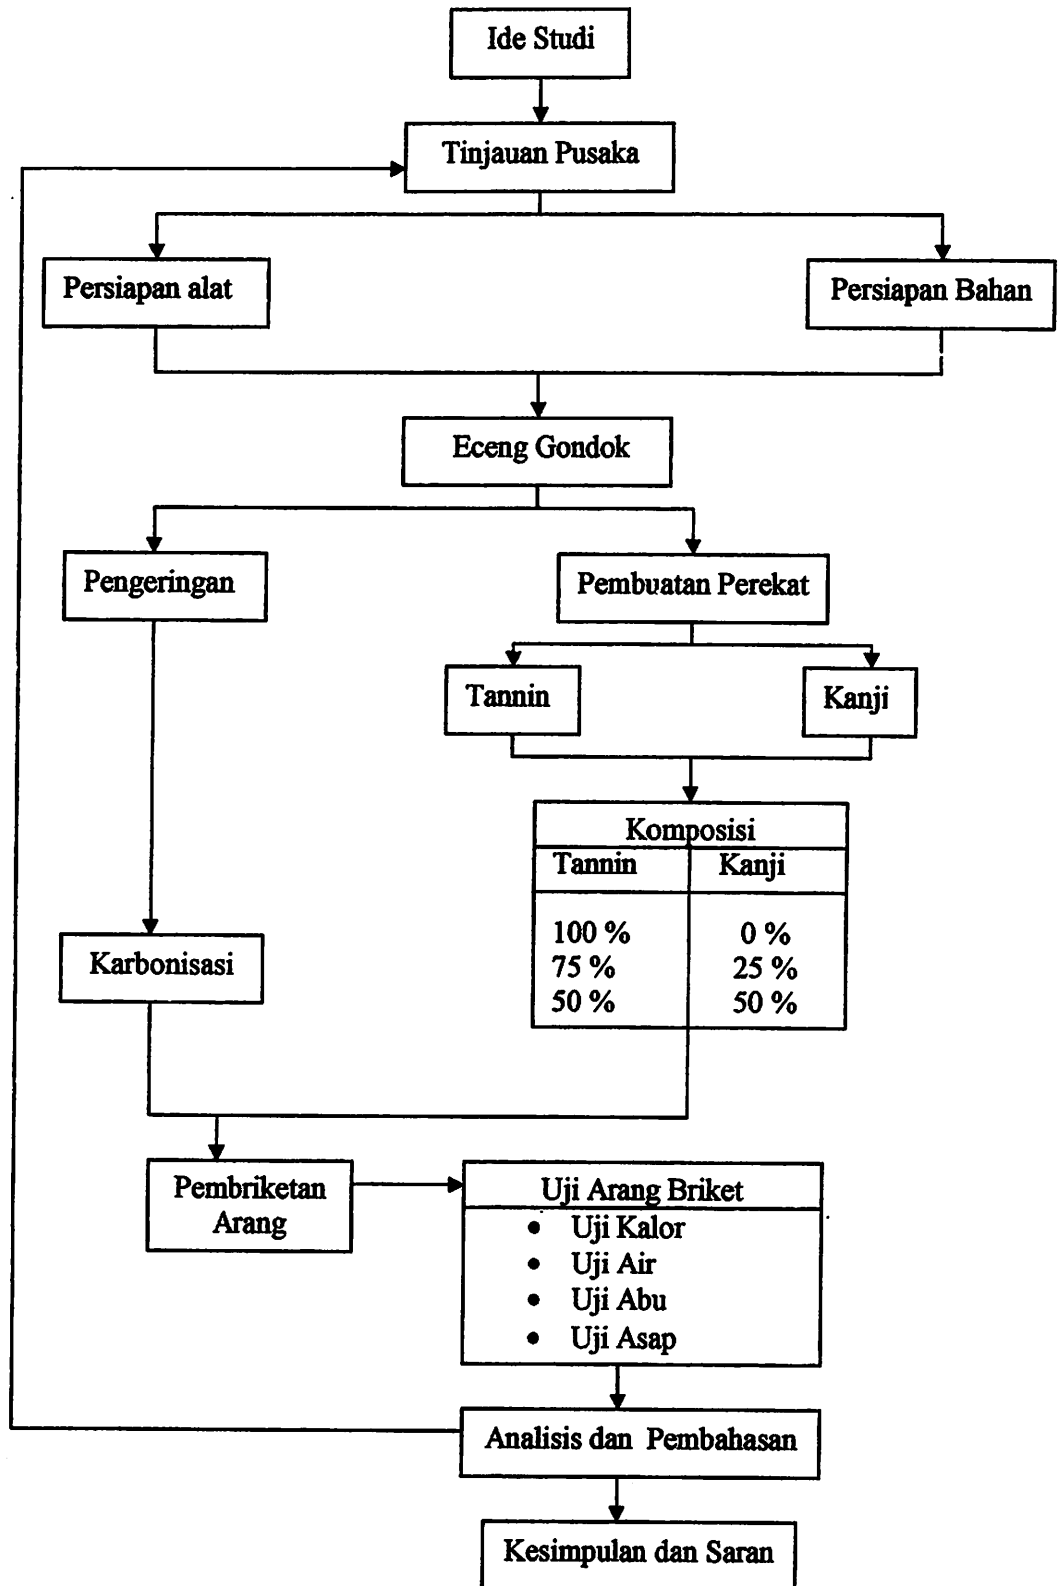 Ide Studi
Tinjauan Pusaka
Persiapan alat
Persiapan Bahan
Eceng Gondok
Pengeringan
Pembuatan Perekat
Tannin
Kanji
Komposisi
Tannin Kanji
100 % 0 %
75 % 25 %
50 % 50 %
Karbonisasi
Pembriketan
Arang
Uji Arang Briket
• Uji Kalor
• Uji Air
• Uji Abu
• Uji Asap
Analisis dan Pembahasan
Kesimpulan dan Saran